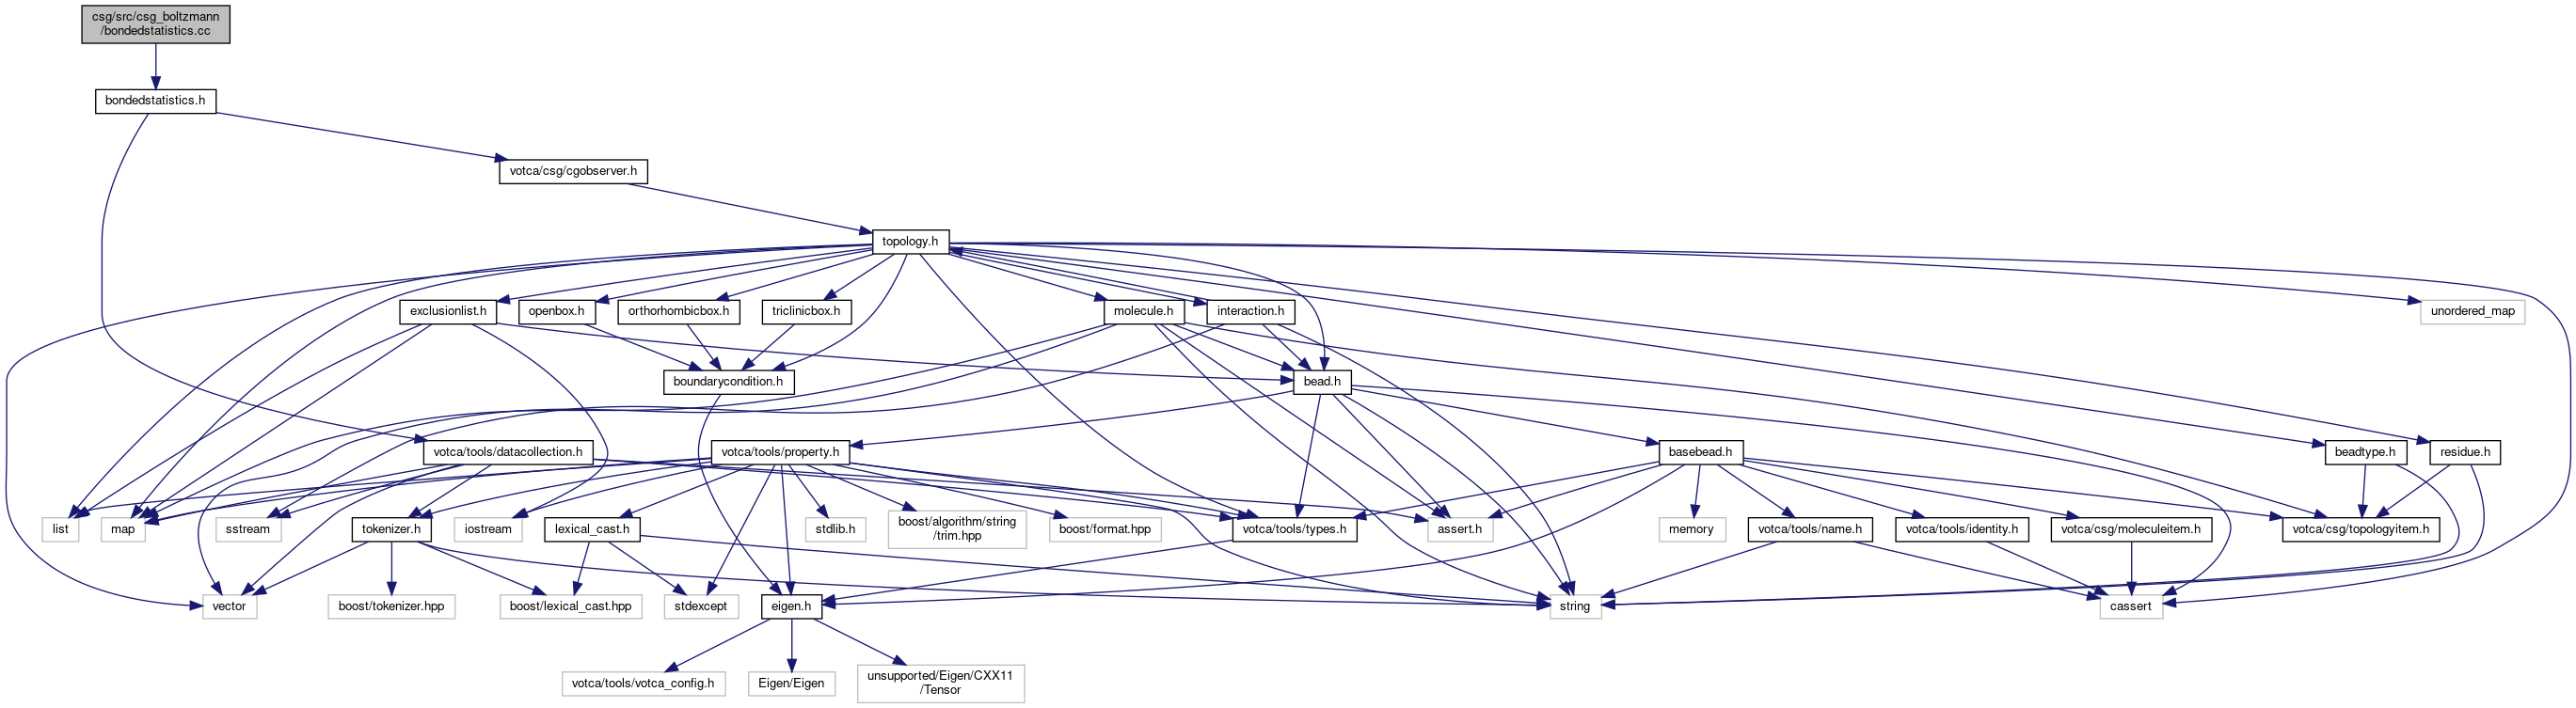 csg/src/csg_boltzmann
/bondedstatistics.cc
bondedstatistics.h
votca/csg/cgobserver.h
topology.h
exclusionlist.h
openbox.h
orthorhombicbox.h
triclinicbox.h
molecule.h
interaction.h
unordered_map
boundarycondition.h
bead.h
votca/tools/datacollection.h
votca/tools/property.h
basebead.h
beadtype.h
residue.h
list
map
sstream
tokenizer.h
iostream
lexical_cast.h
stdlib.h
boost/algorithm/string
/trim.hpp
boost/format.hpp
votca/tools/types.h
assert.h
memory
votca/tools/name.h
votca/tools/identity.h
votca/csg/moleculeitem.h
votca/csg/topologyitem.h
vector
boost/tokenizer.hpp
boost/lexical_cast.hpp
stdexcept
eigen.h
string
cassert
votca/tools/votca_config.h
Eigen/Eigen
unsupported/Eigen/CXX11
/Tensor